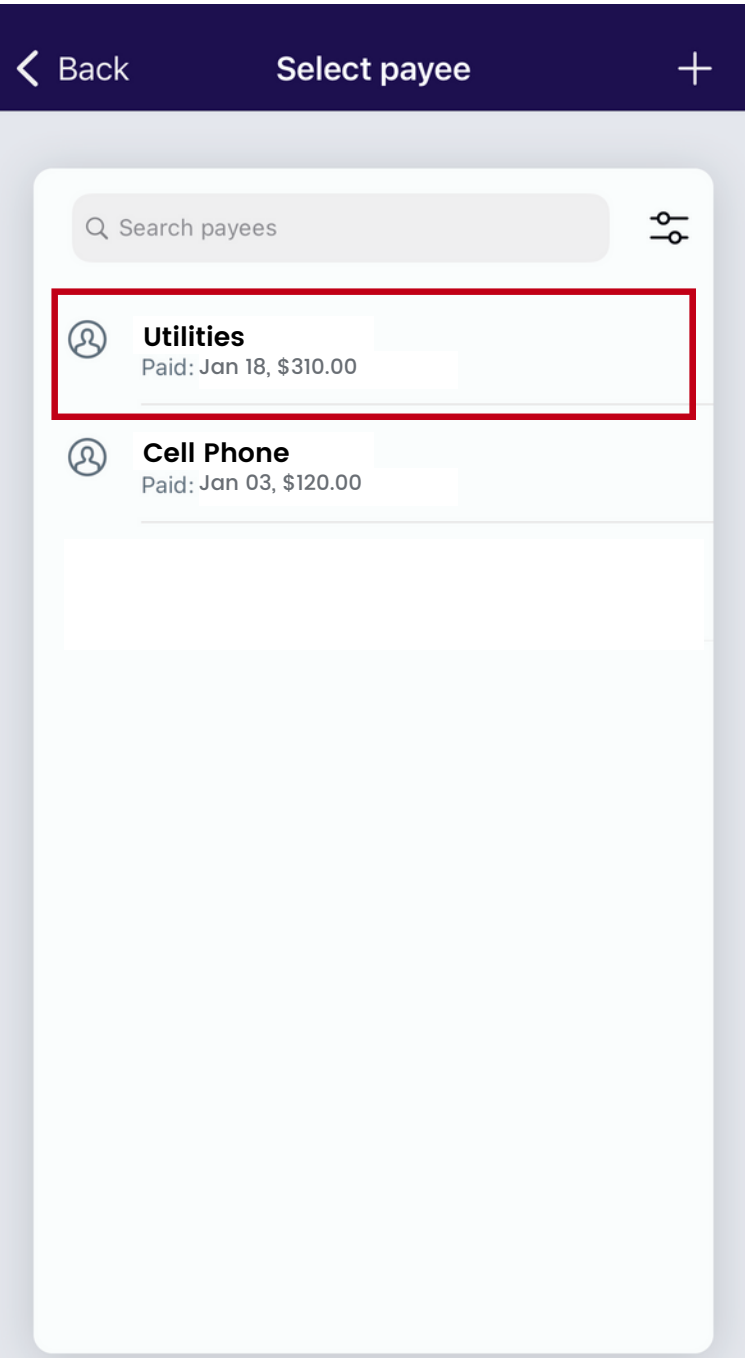 Back
Select payee
Search payees
Utilities
Paid: Jan 18, $310.00
Cell Phone
Paid: Jan 03, $120.00